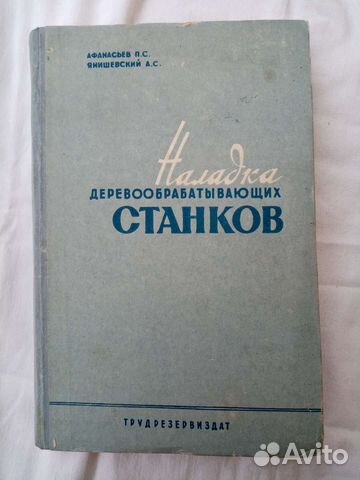 АФАНАСЬЕВ П.С.
ЯНИШЕВСКИЙ А.С.
Наладка
ДЕРЕВООБРАБАТЫВАЮЩИХ
СТАНКОВ
ТРУДРЕЗЕРВИЗДАТ
Avito